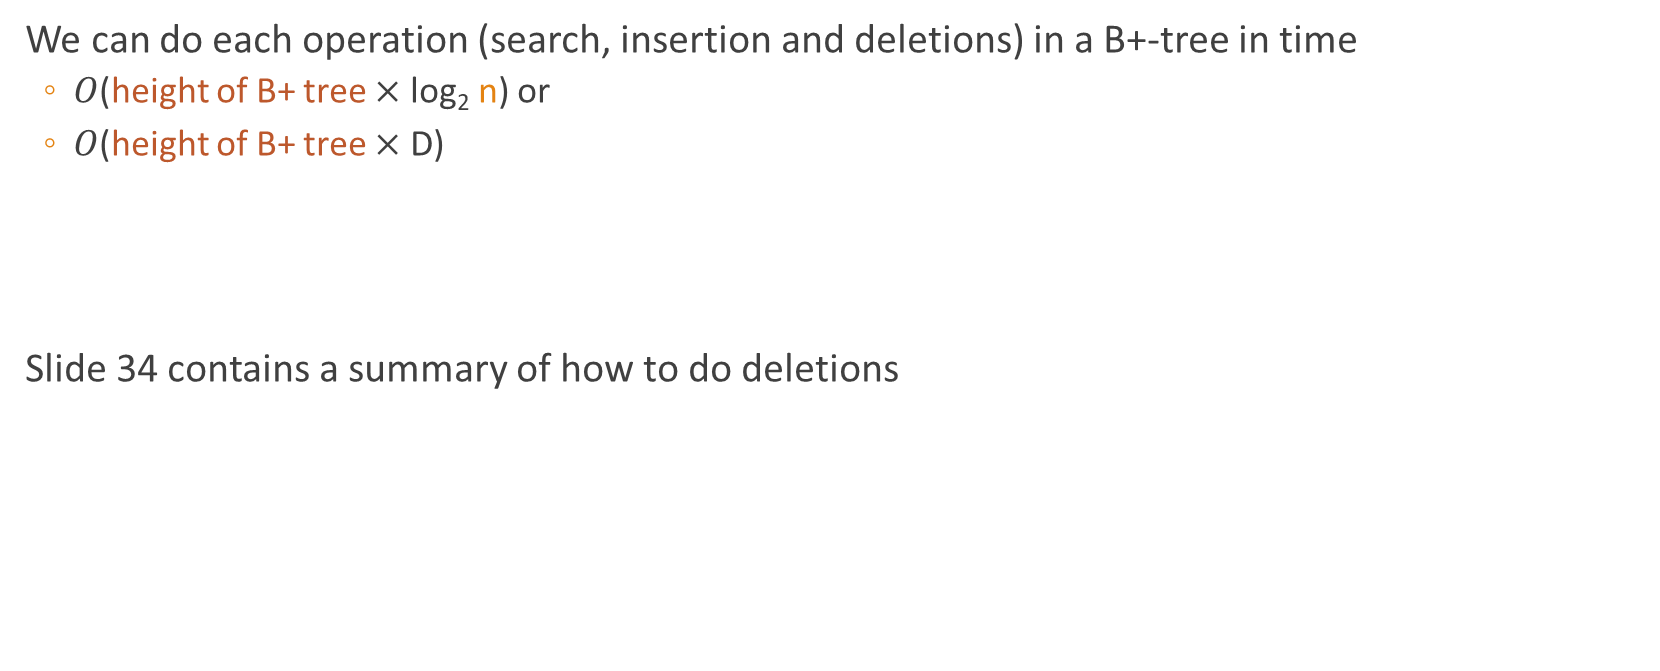 We can do each operation (search, insertion and deletions) in a B+-tree in time
◦ O(height of B+ tree × log₂ n) or
◦ O(height of B+ tree × D)
Slide 34 contains a summary of how to do deletions